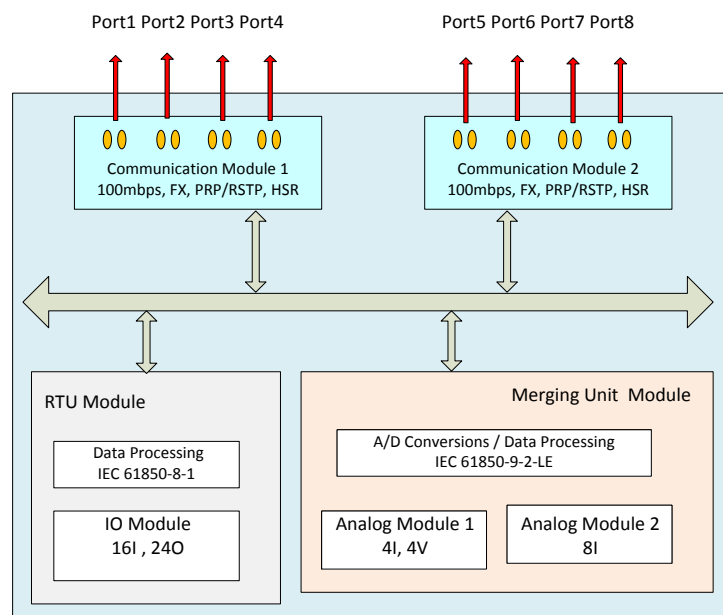 Port1 Port2 Port3 Port4
Port5 Port6 Port7 Port8
Communication Module 1
100mbps, FX, PRP/RSTP, HSR
Communication Module 2
100mbps, FX, PRP/RSTP, HSR
RTU Module
Data Processing
IEC 61850-8-1
IO Module
16I , 24O
Merging Unit Module
A/D Conversions / Data Processing
IEC 61850-9-2-LE
Analog Module 1
4I, 4V
Analog Module 2
8I